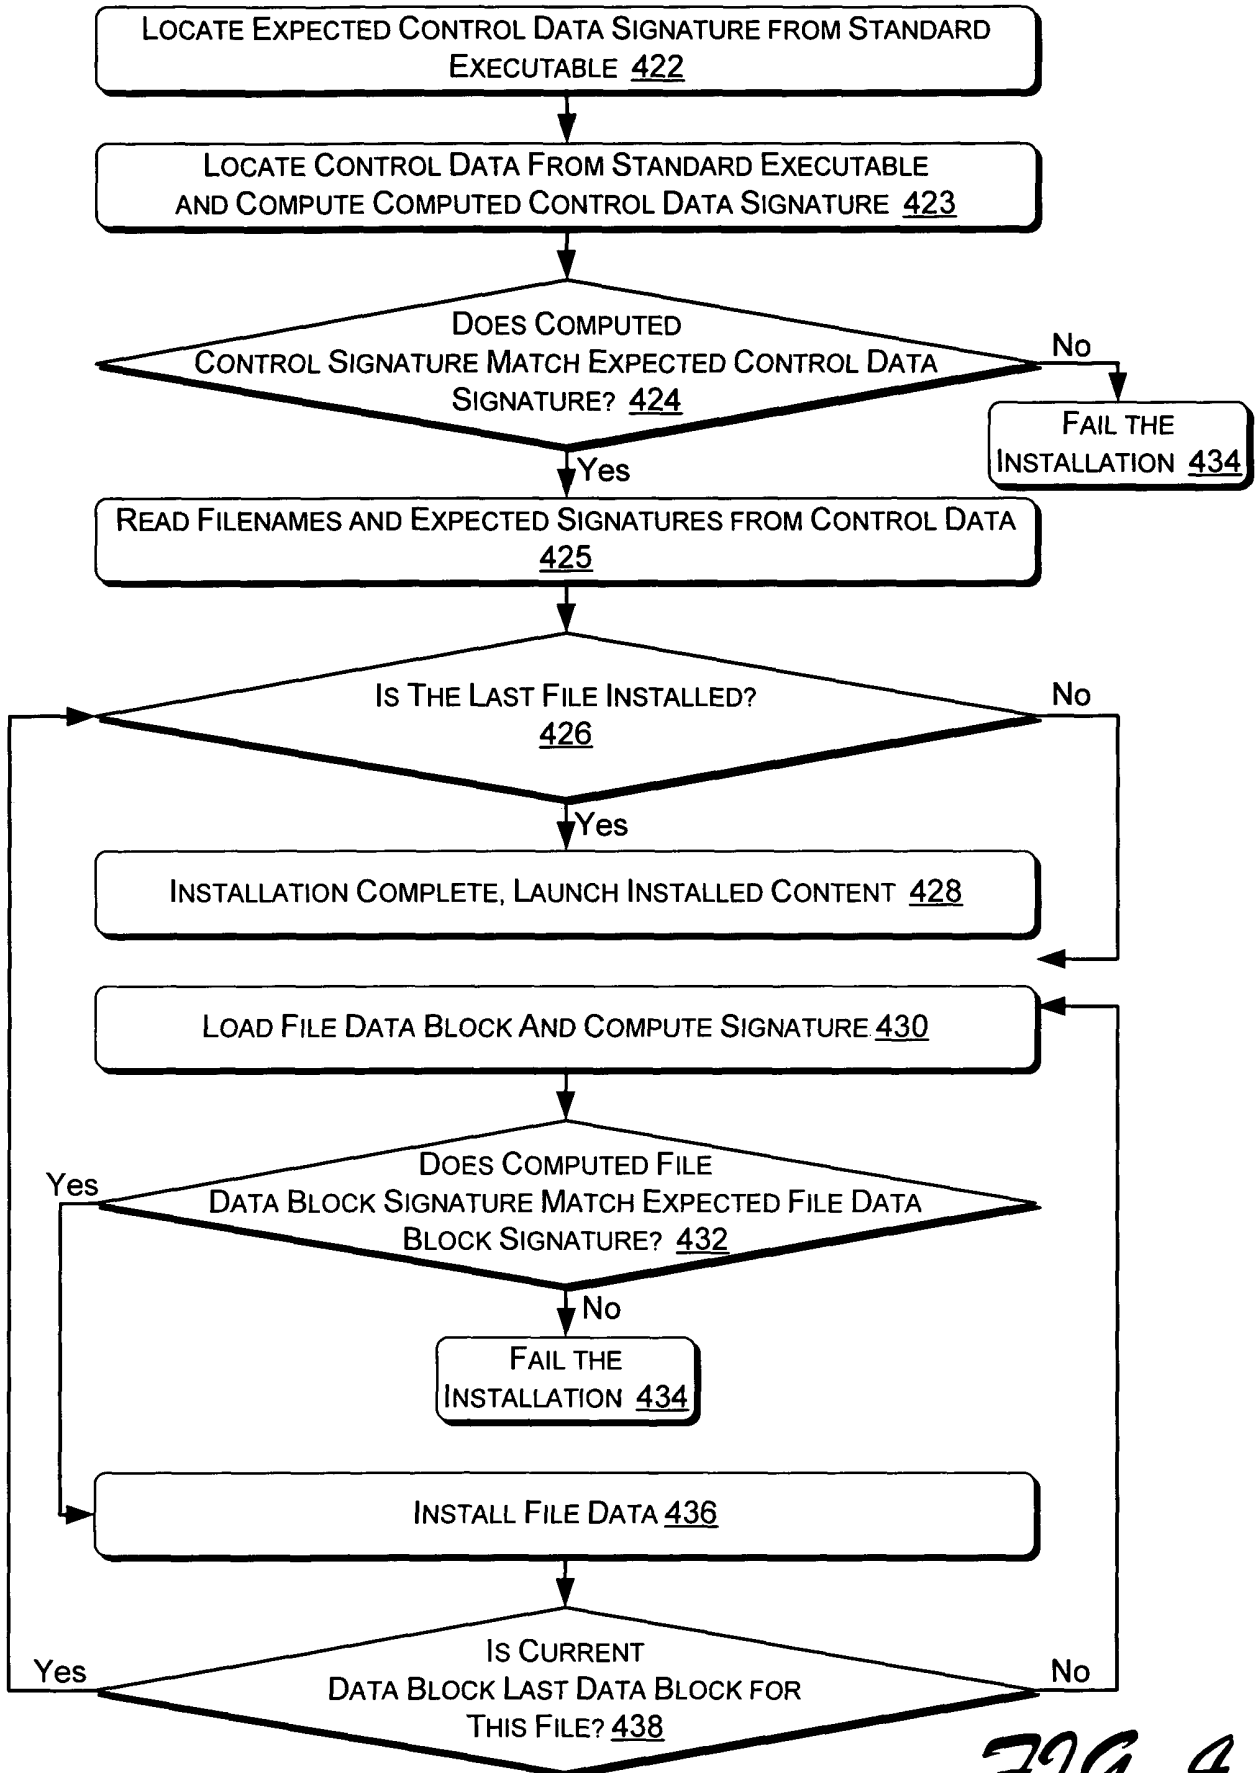 LOCATE EXPECTED CONTROL DATA SIGNATURE FROM STANDARD
EXECUTABLE 422
LOCATE CONTROL DATA FROM STANDARD EXECUTABLE
AND COMPUTE COMPUTED CONTROL DATA SIGNATURE 423
DOES COMPUTED
CONTROL SIGNATURE MATCH EXPECTED CONTROL DATA
SIGNATURE? 424
No
FAIL THE
INSTALLATION 434
Yes
READ FILENAMES AND EXPECTED SIGNATURES FROM CONTROL DATA
425
IS THE LAST FILE INSTALLED?
426
No
Yes
INSTALLATION COMPLETE, LAUNCH INSTALLED CONTENT 428
LOAD FILE DATA BLOCK AND COMPUTE SIGNATURE 430
DOES COMPUTED FILE
DATA BLOCK SIGNATURE MATCH EXPECTED FILE DATA
BLOCK SIGNATURE? 432
Yes
No
FAIL THE
INSTALLATION 434
INSTALL FILE DATA 436
IS CURRENT
DATA BLOCK LAST DATA BLOCK FOR
THIS FILE? 438
Yes
No
FIG. 4